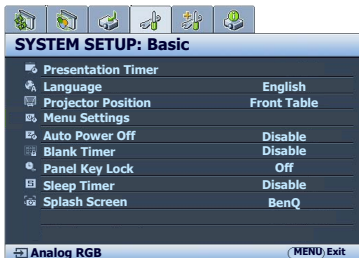 SYSTEM SETUP: Basic
Presentation Timer
Language English
Projector Position Front Table
Menu Settings
Auto Power Off Disable
Blank Timer Disable
Panel Key Lock Off
Sleep Timer Disable
Splash Screen BenQ
Analog RGB MENU Exit